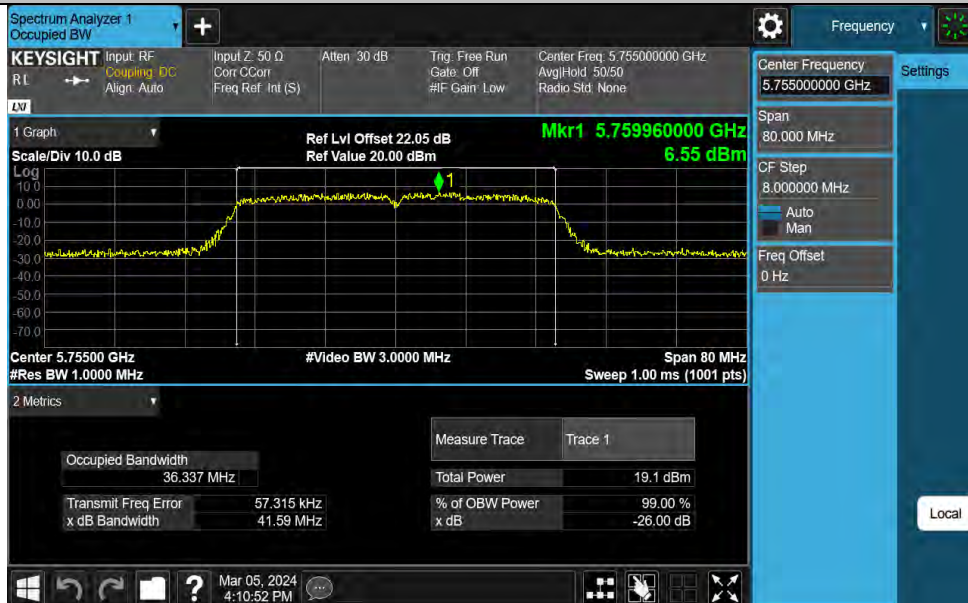 Spectrum Analyzer 1
Occupied BW
+
Frequency
KEYSIGHT
Input: RF
Coupling: DC
Align: Auto
Input Z: 50 Ω
Corr CCorr
Freq Ref: Int (S)
Atten: 30 dB
Trig: Free Run
Gate: Off
#IF Gain: Low
Center Freq: 5.755000000 GHz
Avg|Hold: 50/50
Radio Std: None
LXI
Center Frequency
5.755000000 GHz
Settings
Span
80.000 MHz
CF Step
8.000000 MHz
Auto
Man
Freq Offset
0 Hz
1 Graph
Scale/Div 10.0 dB
Ref Lvl Offset 22.05 dB
Ref Value 20.00 dBm
Mkr1 5.759960000 GHz
6.55 dBm
Log
10.0
0.00
-10.0
-20.0
-30.0
-40.0
-50.0
-60.0
-70.0
1
Center 5.75500 GHz
#Res BW 1.0000 MHz
#Video BW 3.0000 MHz
Span 80 MHz
Sweep 1.00 ms (1001 pts)
2 Metrics
Measure Trace Trace 1
Occupied Bandwidth
36.337 MHz
Total Power 19.1 dBm
Transmit Freq Error 57.315 kHz
% of OBW Power 99.00 %
x dB Bandwidth 41.59 MHz
x dB -26.00 dB
Local
?
Mar 05, 2024
4:10:52 PM